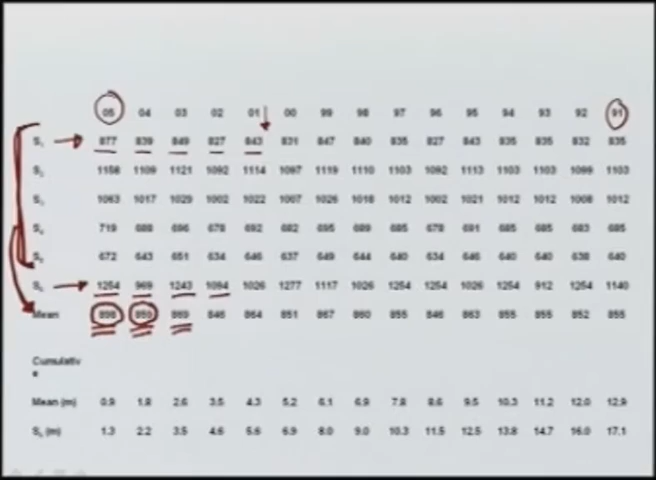 05 04 03 02 01 00 99 98 97 96 95 94 93 92 91
S₁ 877 839 849 827 843 831 847 840 835 827 843 835 835 832 835
S₂ 1158 1109 1121 1092 1114 1097 1119 1110 1103 1092 1113 1103 1103 1099 1103
S₃ 1063 1017 1029 1002 1022 1007 1026 1018 1012 1002 1021 1012 1012 1008 1012
S₄ 719 688 696 678 692 682 695 689 685 678 691 685 685 683 685
S₅ 672 643 651 634 646 637 649 644 640 634 646 640 640 638 640
S₆ 1254 969 1243 1094 1026 1277 1117 1026 1254 1254 1026 1254 912 1254 1140
Mean 859 869 846 864 851 867 860 855 846 863 855 855 852 855
Cumulativ
e
Mean (m) 0.9 1.8 2.6 3.5 4.3 5.2 6.1 6.9 7.8 8.6 9.5 10.3 11.2 12.0 12.9
(m) 1.3 2.2 3.5 4.6 5.6 6.9 8.0 9.0 10.3 11.5 12.5 13.8 14.7 16.0 17.1